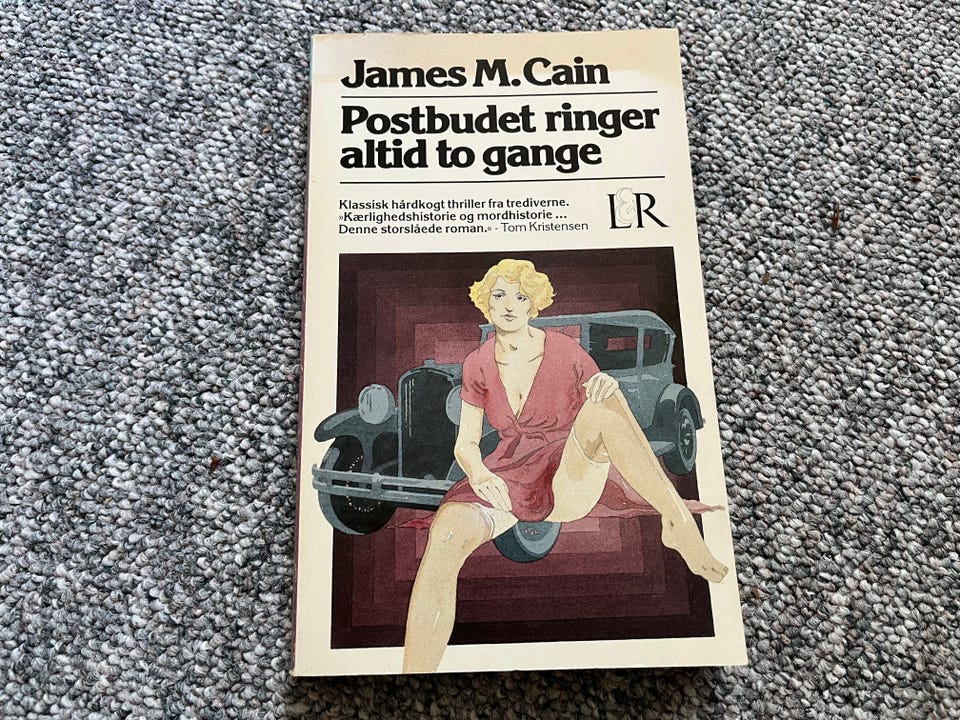 James M. Cain
Postbudet ringer
altid to gange
Klassisk hårdkogt thriller fra trediverne.
»Kærlighedshistorie og mordhistorie ...
Denne storslåede roman.« - Tom Kristensen
L&R